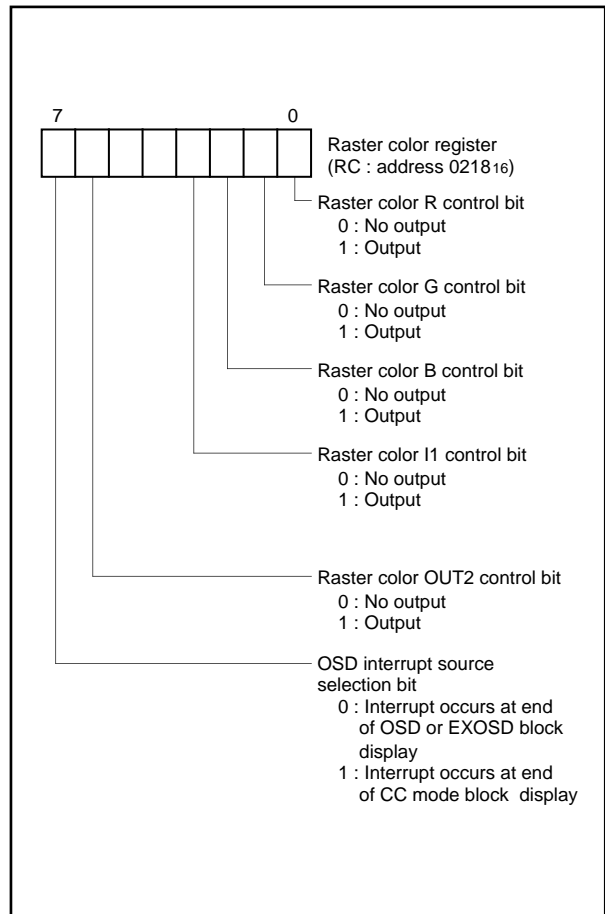 7 0
Raster color register
(RC : address 021816)
Raster color R control bit
0 : No output
1 : Output
Raster color G control bit
0 : No output
1 : Output
Raster color B control bit
0 : No output
1 : Output
Raster color I1 control bit
0 : No output
1 : Output
Raster color OUT2 control bit
0 : No output
1 : Output
OSD interrupt source
selection bit
0 : Interrupt occurs at end
of OSD or EXOSD block
display
1 : Interrupt occurs at end
of CC mode block display